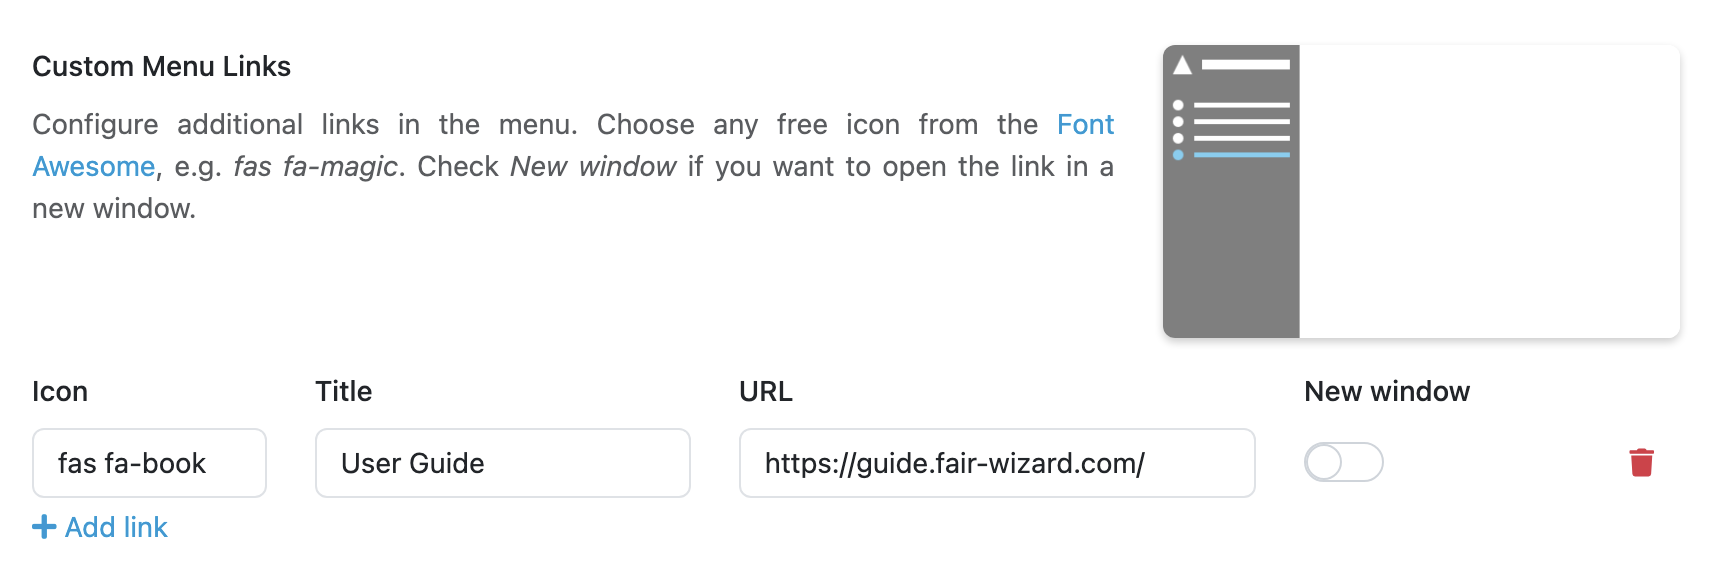 Custom Menu Links
Configure additional links in the menu. Choose any free icon from the Font
Awesome, e.g. fas fa-magic. Check New window if you want to open the link in a
new window.
Icon Title URL New window
fas fa-book User Guide https://guide.fair-wizard.com/
Add link